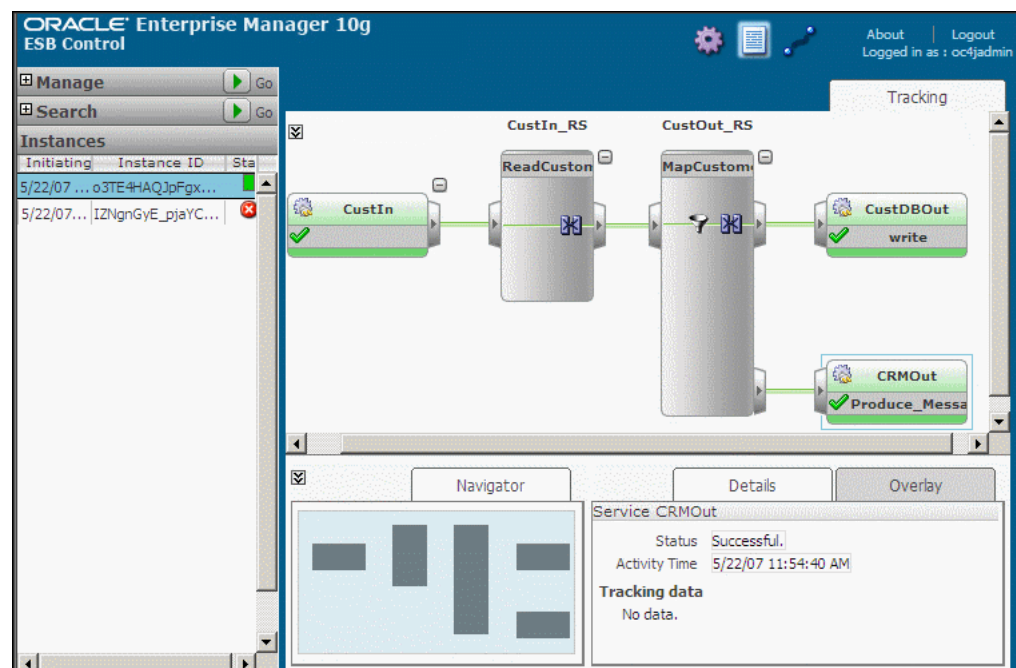 ORACLE Enterprise Manager 10g
ESB Control
About | Logout
Logged in as : oc4jadmin
Manage Go
Search Go
Instances
Initiating Instance ID Sta
5/22/07 ... o3TE4HAQJpFgx...
5/22/07... IZNgnGyE_pjaYC...
Tracking
CustIn_RS CustOut_RS
ReadCuston MapCustome
CustIn
CustDBOut
write
CRMOut
Produce_Messa
Navigator
Details
Overlay
Service CRMOut
Status Successful.
Activity Time 5/22/07 11:54:40 AM
Tracking data
No data.